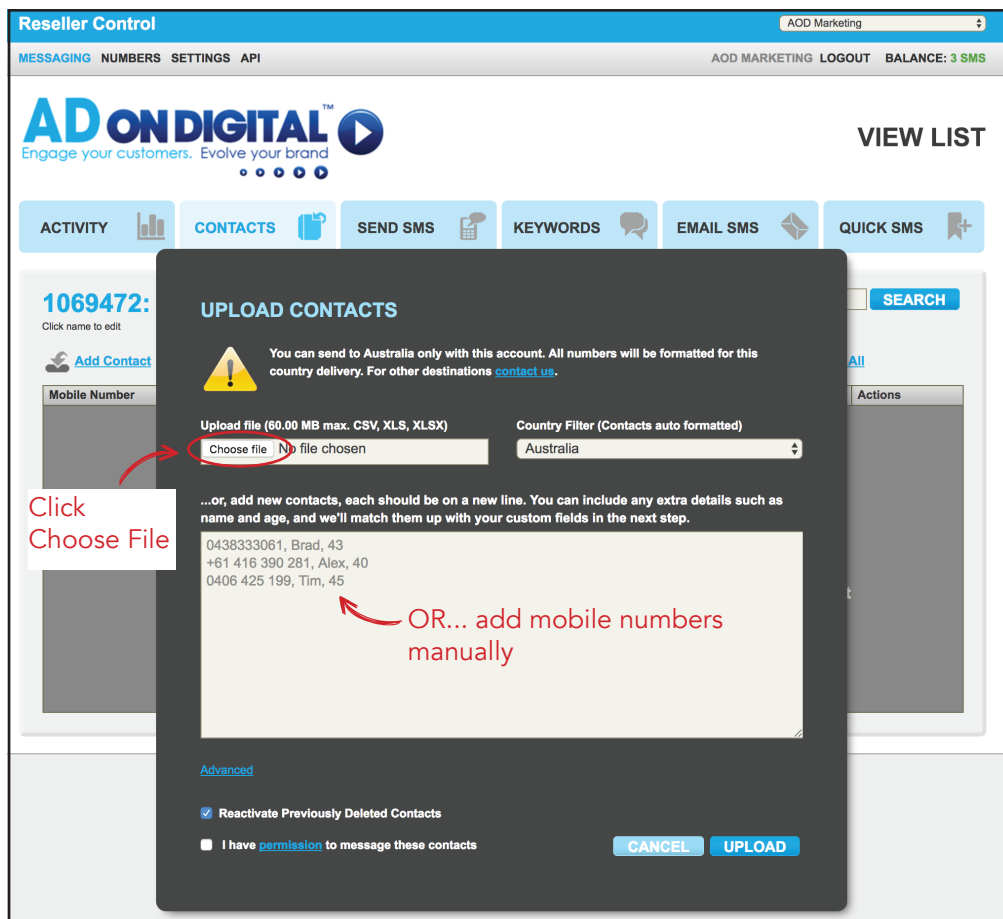 Reseller Control
AOD Marketing
MESSAGING NUMBERS SETTINGS API
AOD MARKETING LOGOUT BALANCE: 3 SMS
AD ON DIGITAL™
Engage your customers. Evolve your brand
VIEW LIST
ACTIVITY
CONTACTS
SEND SMS
KEYWORDS
EMAIL SMS
QUICK SMS
1069472:
Click name to edit
SEARCH
Add Contact
All
Mobile Number
Actions
UPLOAD CONTACTS
You can send to Australia only with this account. All numbers will be formatted for this
country delivery. For other destinations contact us.
Upload file (60.00 MB max. CSV, XLS, XLSX)
Country Filter (Contacts auto formatted)
Choose file No file chosen
Australia
Click
Choose File
...or, add new contacts, each should be on a new line. You can include any extra details such as
name and age, and we'll match them up with your custom fields in the next step.
0438333061, Brad, 43
+61 416 390 281, Alex, 40
0406 425 199, Tim, 45
OR... add mobile numbers
manually
Advanced
Reactivate Previously Deleted Contacts
I have permission to message these contacts
CANCEL
UPLOAD